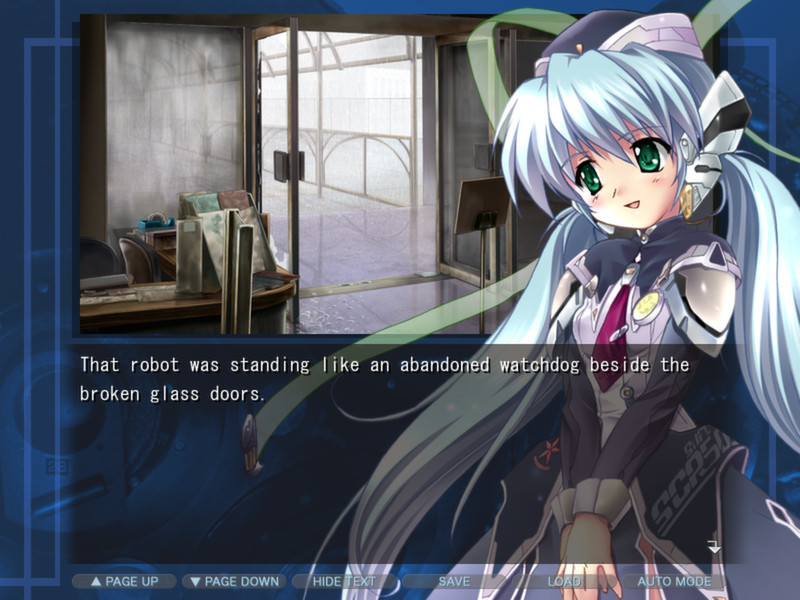 That robot was standing like an abandoned watchdog beside the
broken glass doors.
▲ PAGE UP
▼ PAGE DOWN
HIDE TEXT
SAVE
LOAD
AUTO MODE